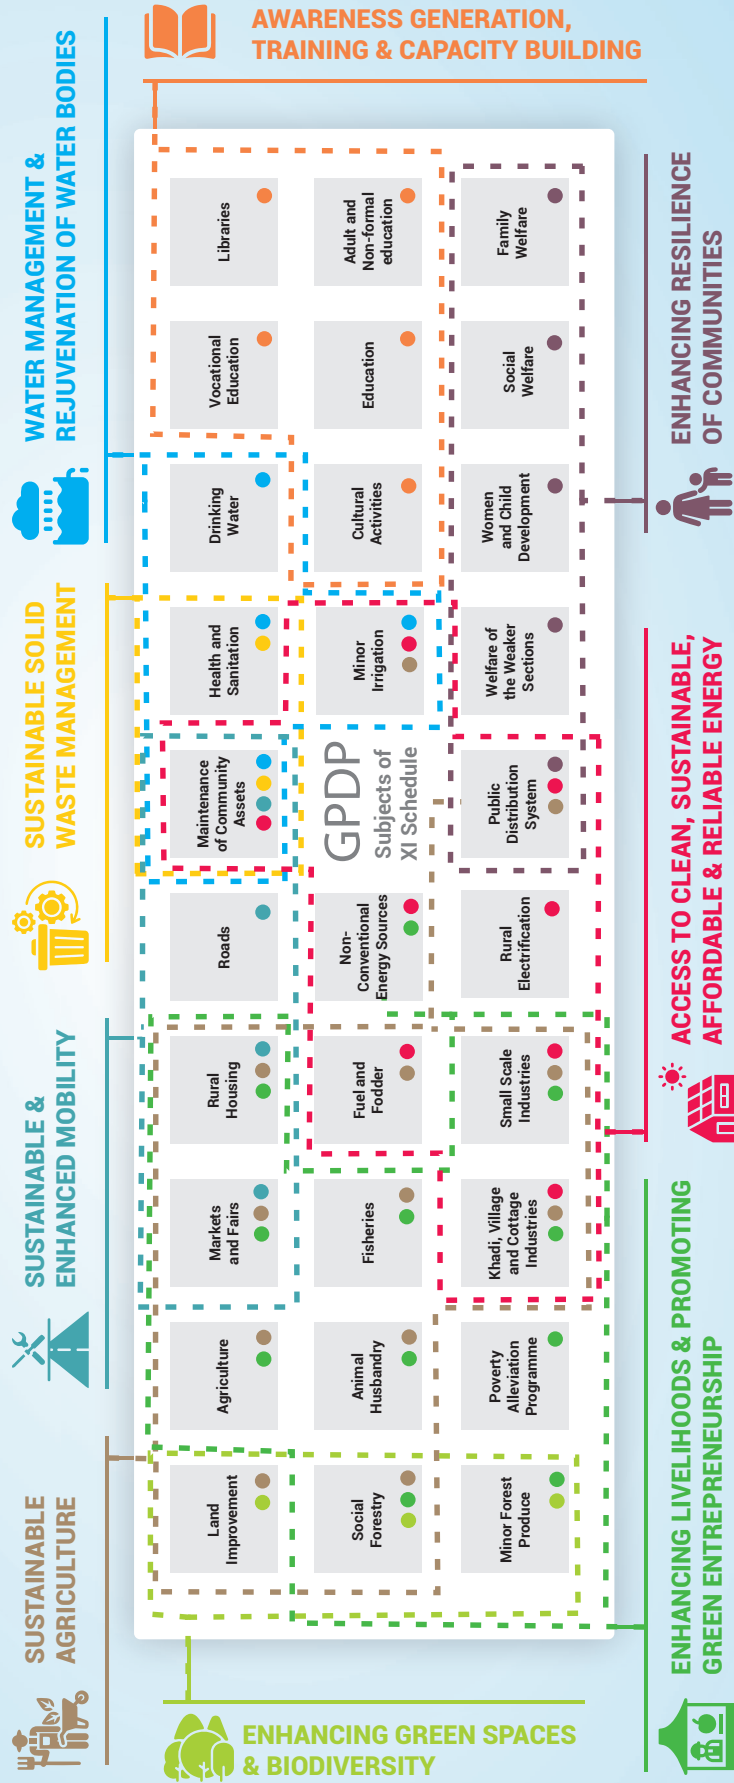 AWARENESS GENERATION,
TRAINING & CAPACITY BUILDING
SUSTAINABLE
AGRICULTURE
SUSTAINABLE &
ENHANCED MOBILITY
SUSTAINABLE SOLID
WASTE MANAGEMENT
WATER MANAGEMENT &
REJUVENATION OF WATER BODIES
Land
Improvement
Agriculture
Markets
and Fairs
Rural
Housing
Roads
Maintenance
of Community
Assets
Health and
Sanitation
Drinking
Water
Vocational
Education
Libraries
Social
Forestry
Animal
Husbandry
Fisheries
Fuel and
Fodder
Non-
Conventional
Energy Sources
GPDP
Subjects of
XI Schedule
Minor
Irrigation
Cultural
Activities
Education
Adult and
Non-formal
education
Minor Forest
Produce
Poverty
Alleviation
Programme
Khadi, Village
and Cottage
Industries
Small Scale
Industries
Rural
Electrification
Public
Distribution
System
Welfare of
the Weaker
Sections
Women
and Child
Development
Social
Welfare
Family
Welfare
ENHANCING LIVELIHOODS & PROMOTING
GREEN ENTREPRENEURSHIP
ACCESS TO CLEAN, SUSTAINABLE,
AFFORDABLE & RELIABLE ENERGY
ENHANCING RESILIENCE
OF COMMUNITIES
ENHANCING GREEN SPACES
& BIODIVERSITY